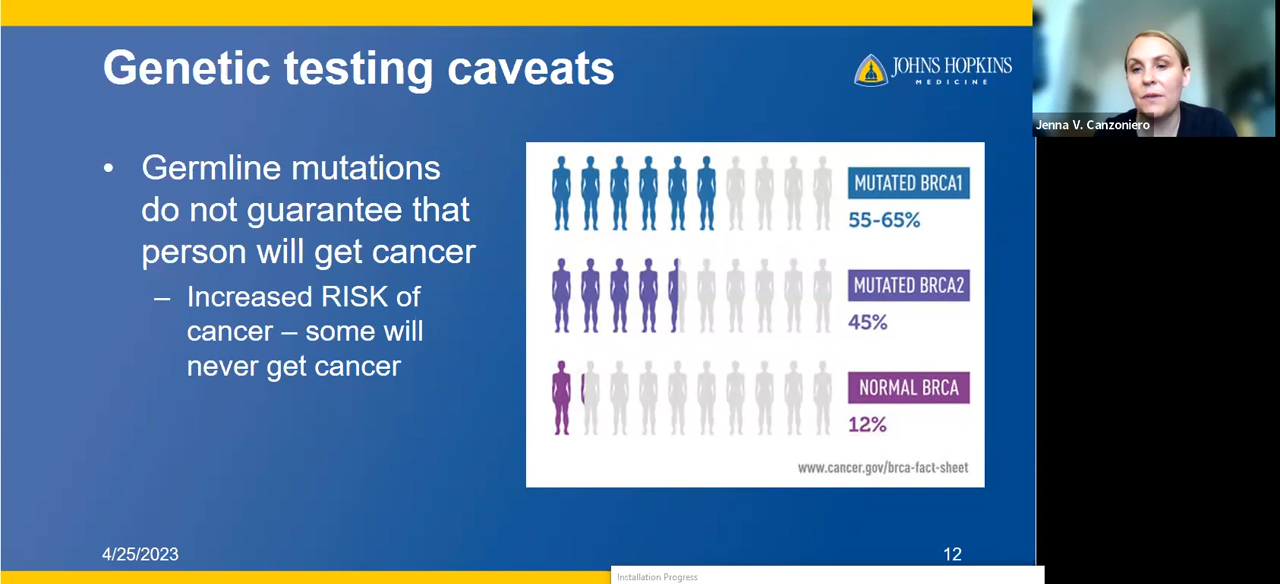 Genetic testing caveats
JOHNS HOPKINS
MEDICINE
• Germline mutations
do not guarantee that
person will get cancer
– Increased RISK of
cancer – some will
never get cancer
MUTATED BRCA1
55-65%
MUTATED BRCA2
45%
NORMAL BRCA
12%
www.cancer.gov/brca-fact-sheet
4/25/2023
12
Jenna V. Canzoniero
Installation Progress